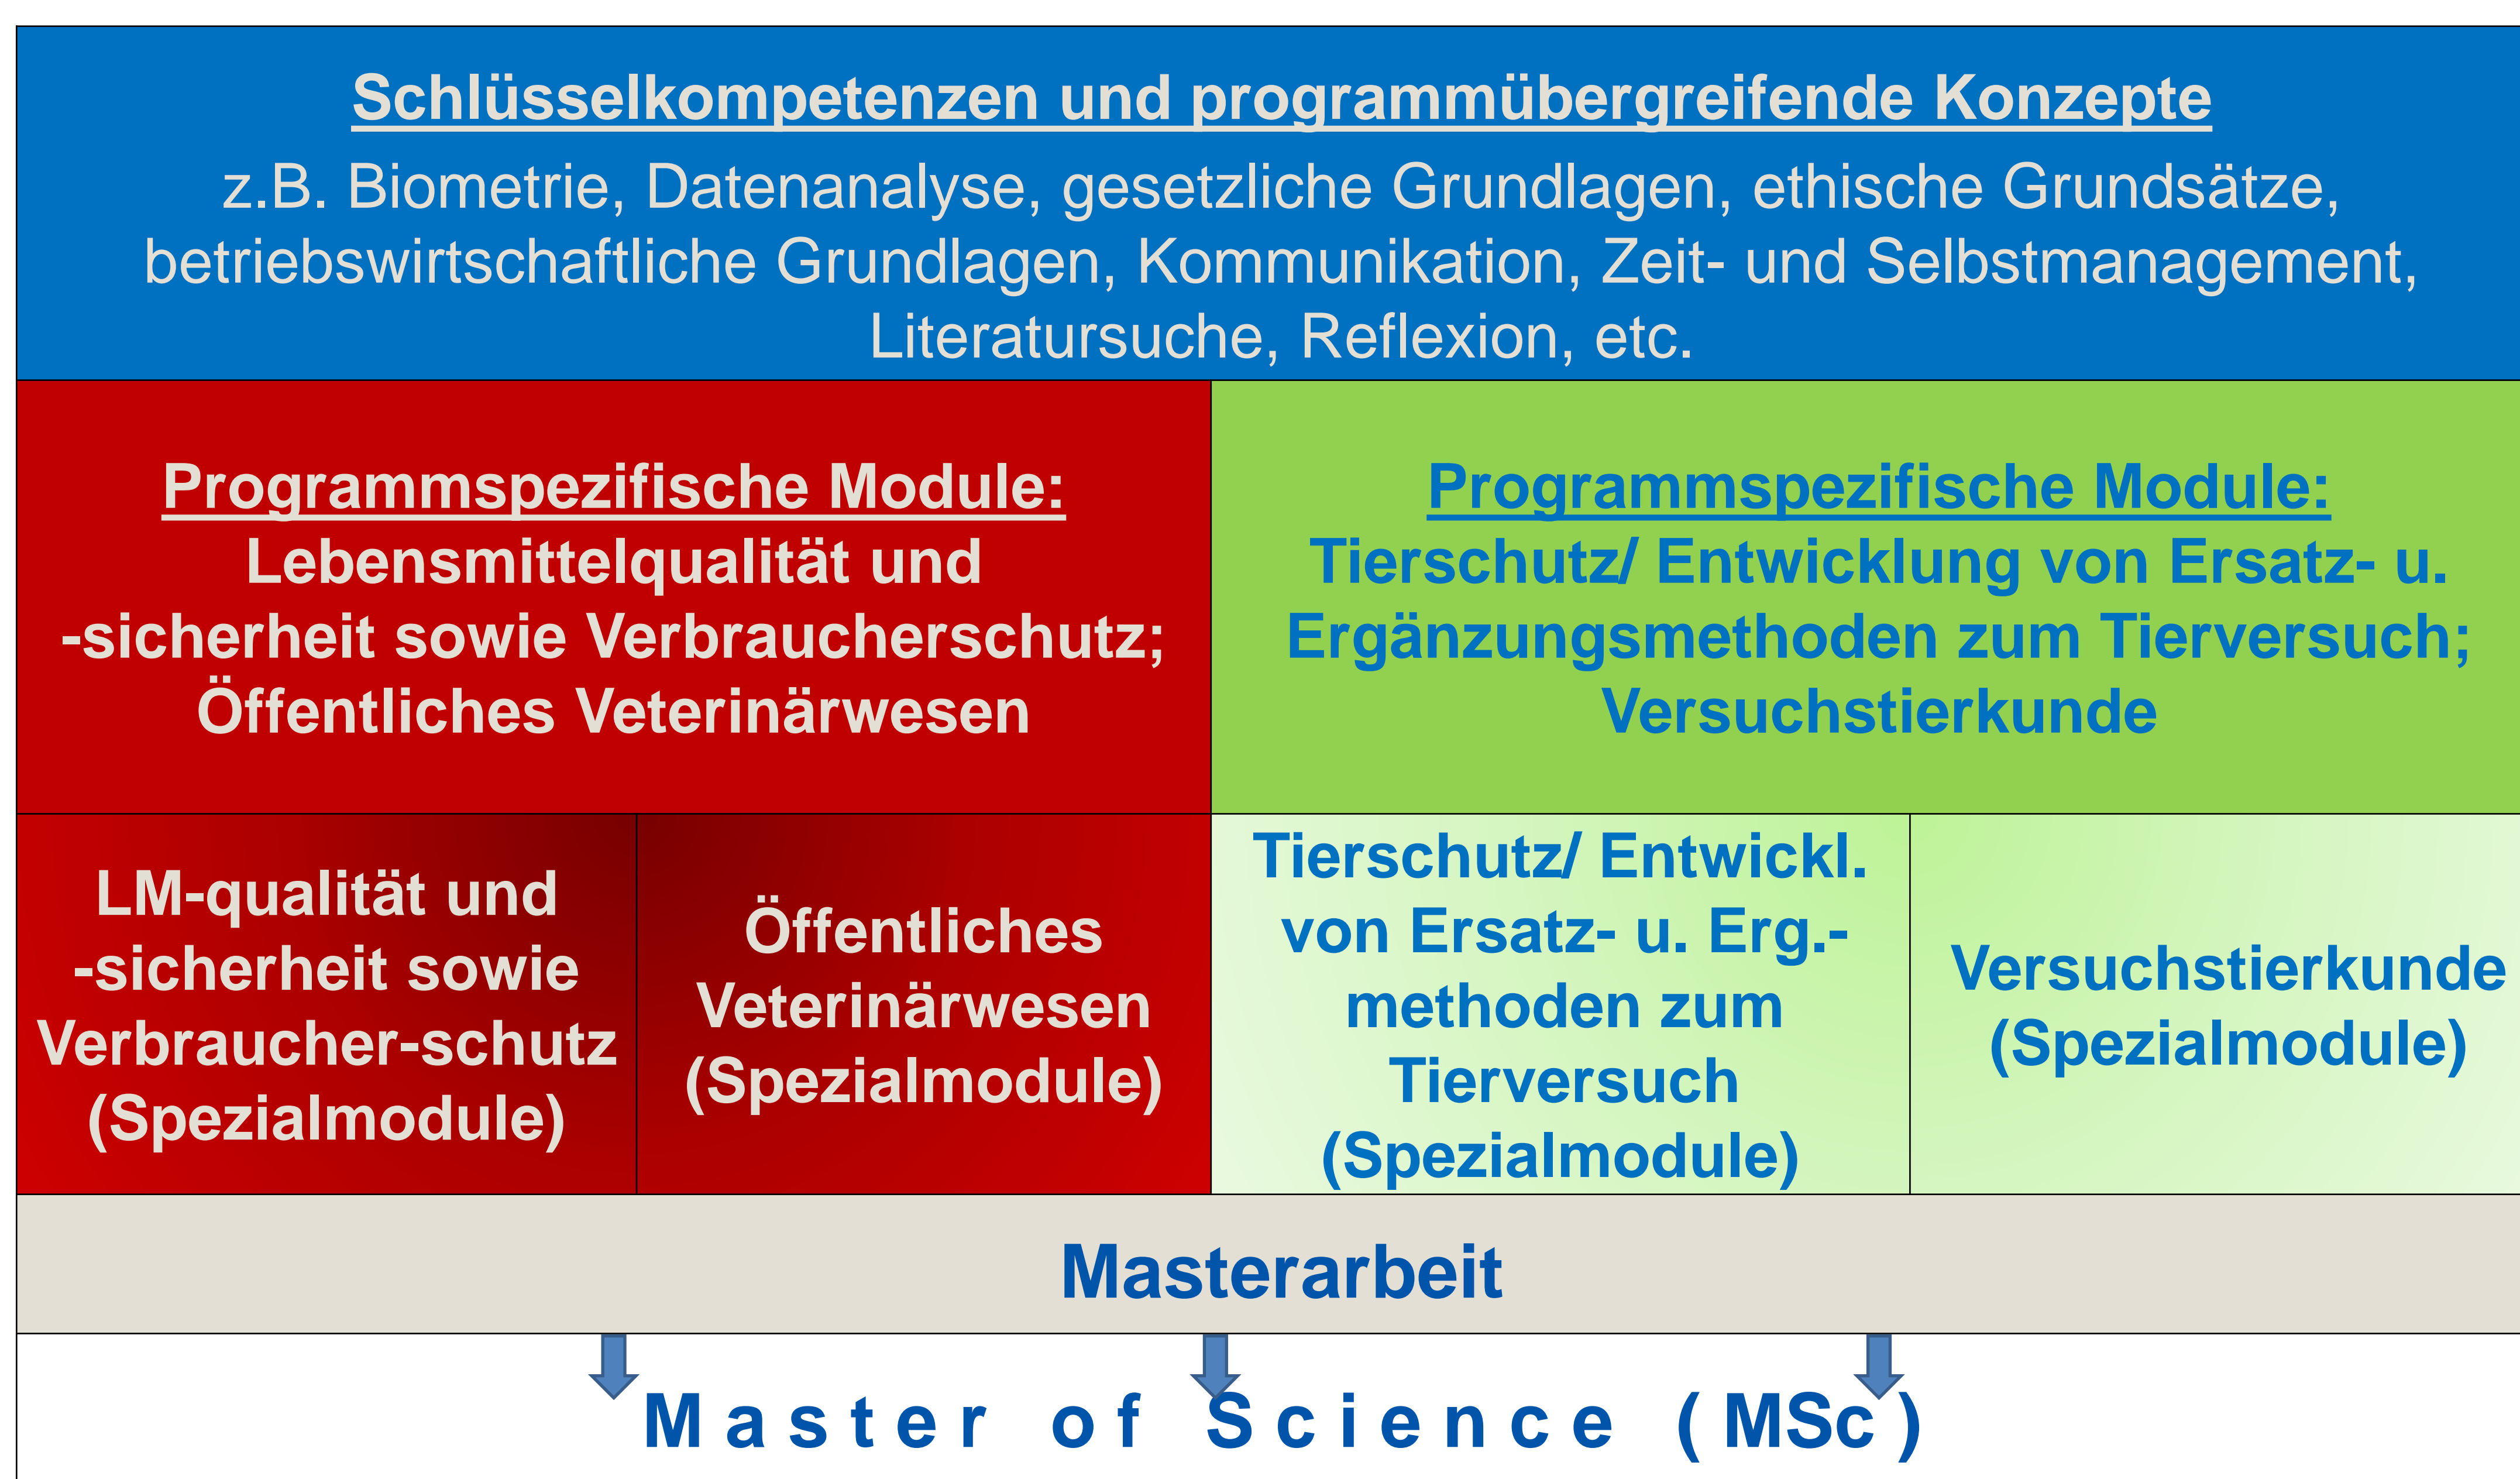 Schlüsselkompetenzen und programmübergreifende Konzepte
z.B. Biometrie, Datenanalyse, gesetzliche Grundlagen, ethische Grundsätze,
betriebswirtschaftliche Grundlagen, Kommunikation, Zeit- und Selbstmanagement,
Literatursuche, Reflexion, etc.
Programmspezifische Module:
Lebensmittelqualität und
-sicherheit sowie Verbraucherschutz;
Öffentliches Veterinärwesen
Programmspezifische Module:
Tierschutz/ Entwicklung von Ersatz- u.
Ergänzungsmethoden zum Tierversuch;
Versuchstierkunde
LM-qualität und
-sicherheit sowie
Verbraucher-schutz
(Spezialmodule)
Öffentliches
Veterinärwesen
(Spezialmodule)
Tierschutz/ Entwickl.
von Ersatz- u. Erg.-
methoden zum
Tierversuch
(Spezialmodule)
Versuchstierkunde
(Spezialmodule)
Masterarbeit
Master of Science (MSc)